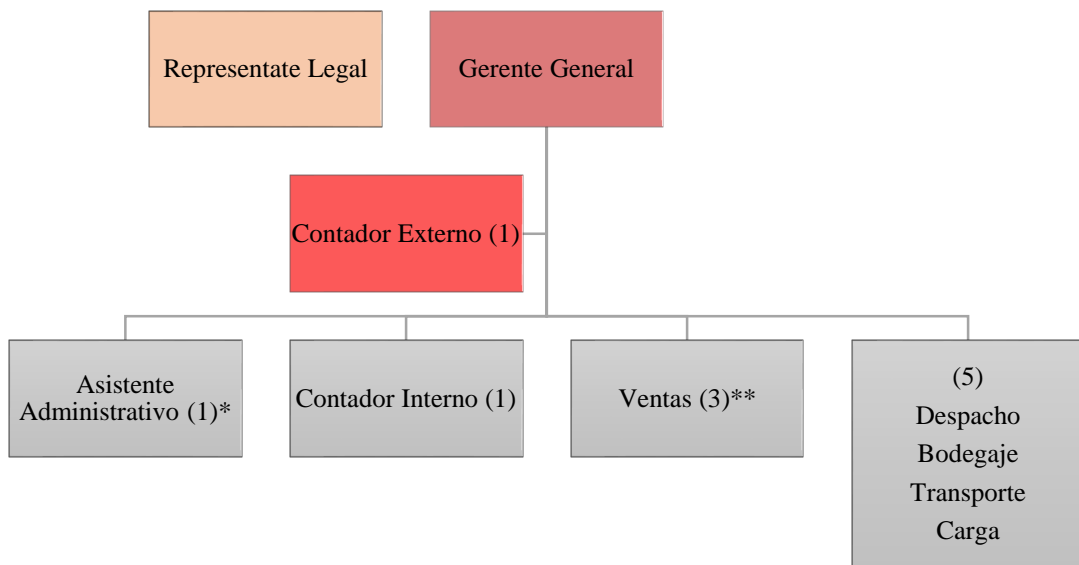 Representate Legal
Gerente General
Contador Externo (1)
Asistente
Administrativo (1)*
Contador Interno (1)
Ventas (3)**
(5)
Despacho
Bodegaje
Transporte
Carga